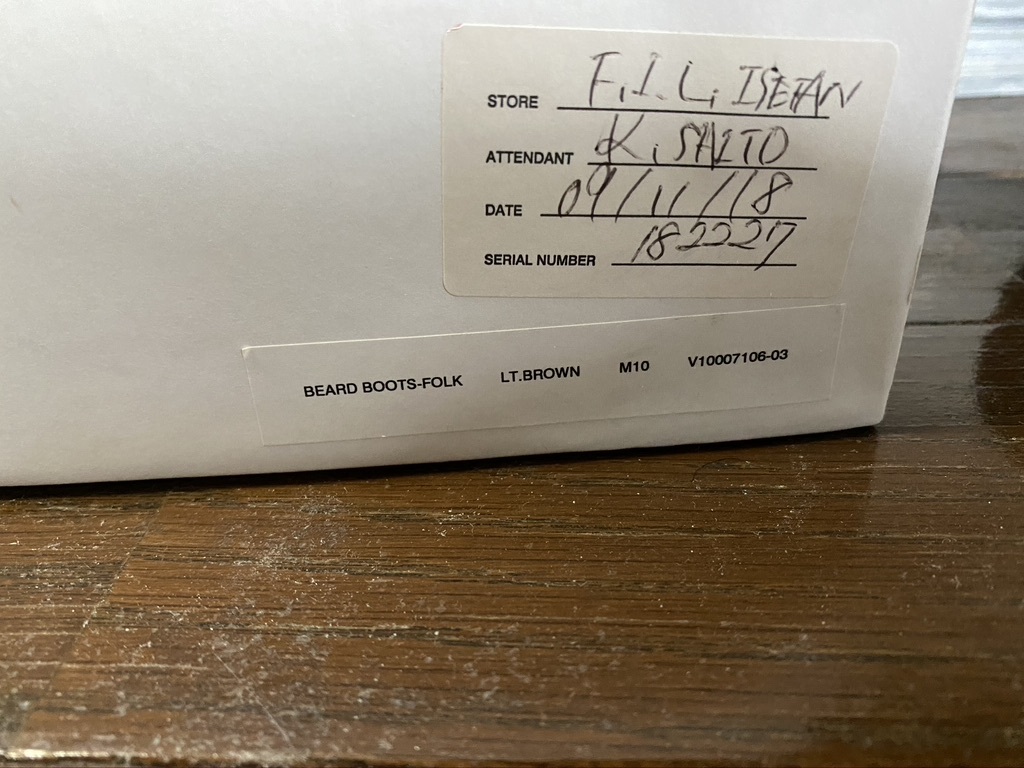 STORE F.I.L. ISETAN
ATTENDANT K. SAITO
DATE 09/11/18
SERIAL NUMBER 182227
BEARD BOOTS-FOLK LT.BROWN M10 V10007106-03